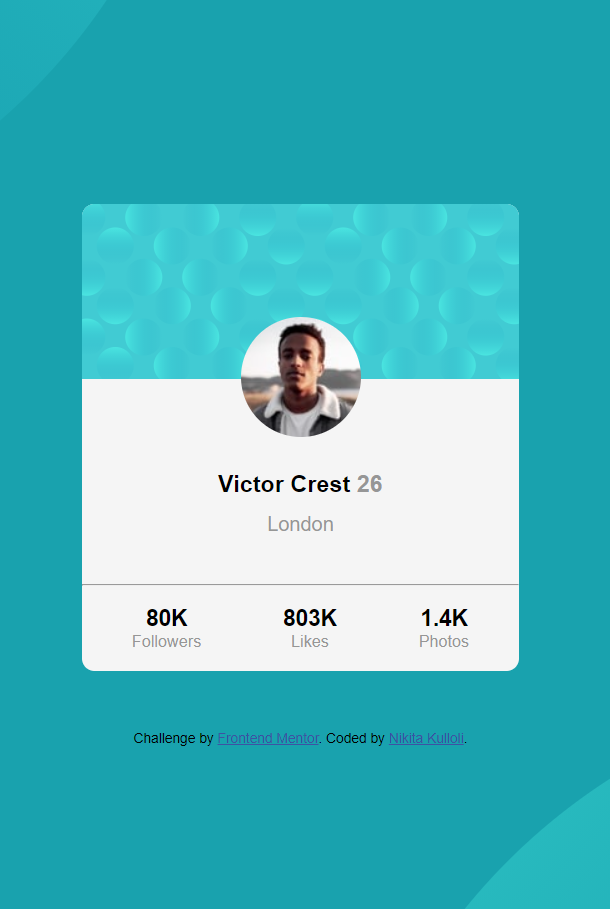 Victor Crest 26
London
80K 803K 1.4K
Followers Likes Photos
Challenge by Frontend Mentor. Coded by Nikita Kulloli.